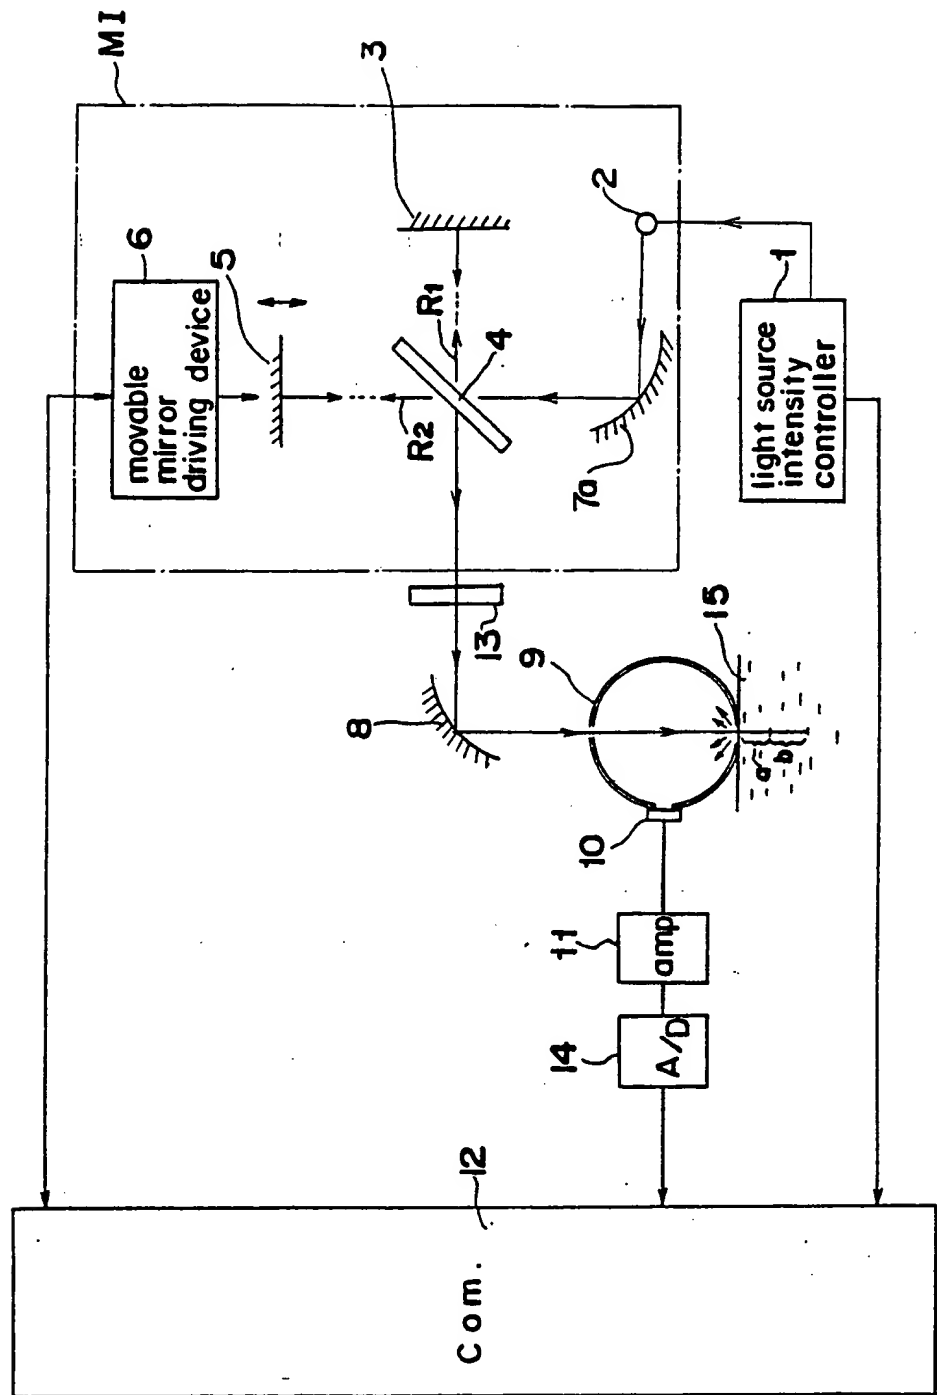 MI
3
6
movable
mirror
driving device
5
2
R1
4
R2
7a
1
light source
intensity
controller
13
8
9
15
a
b
10
11
amp
14
A/D
12
Com.